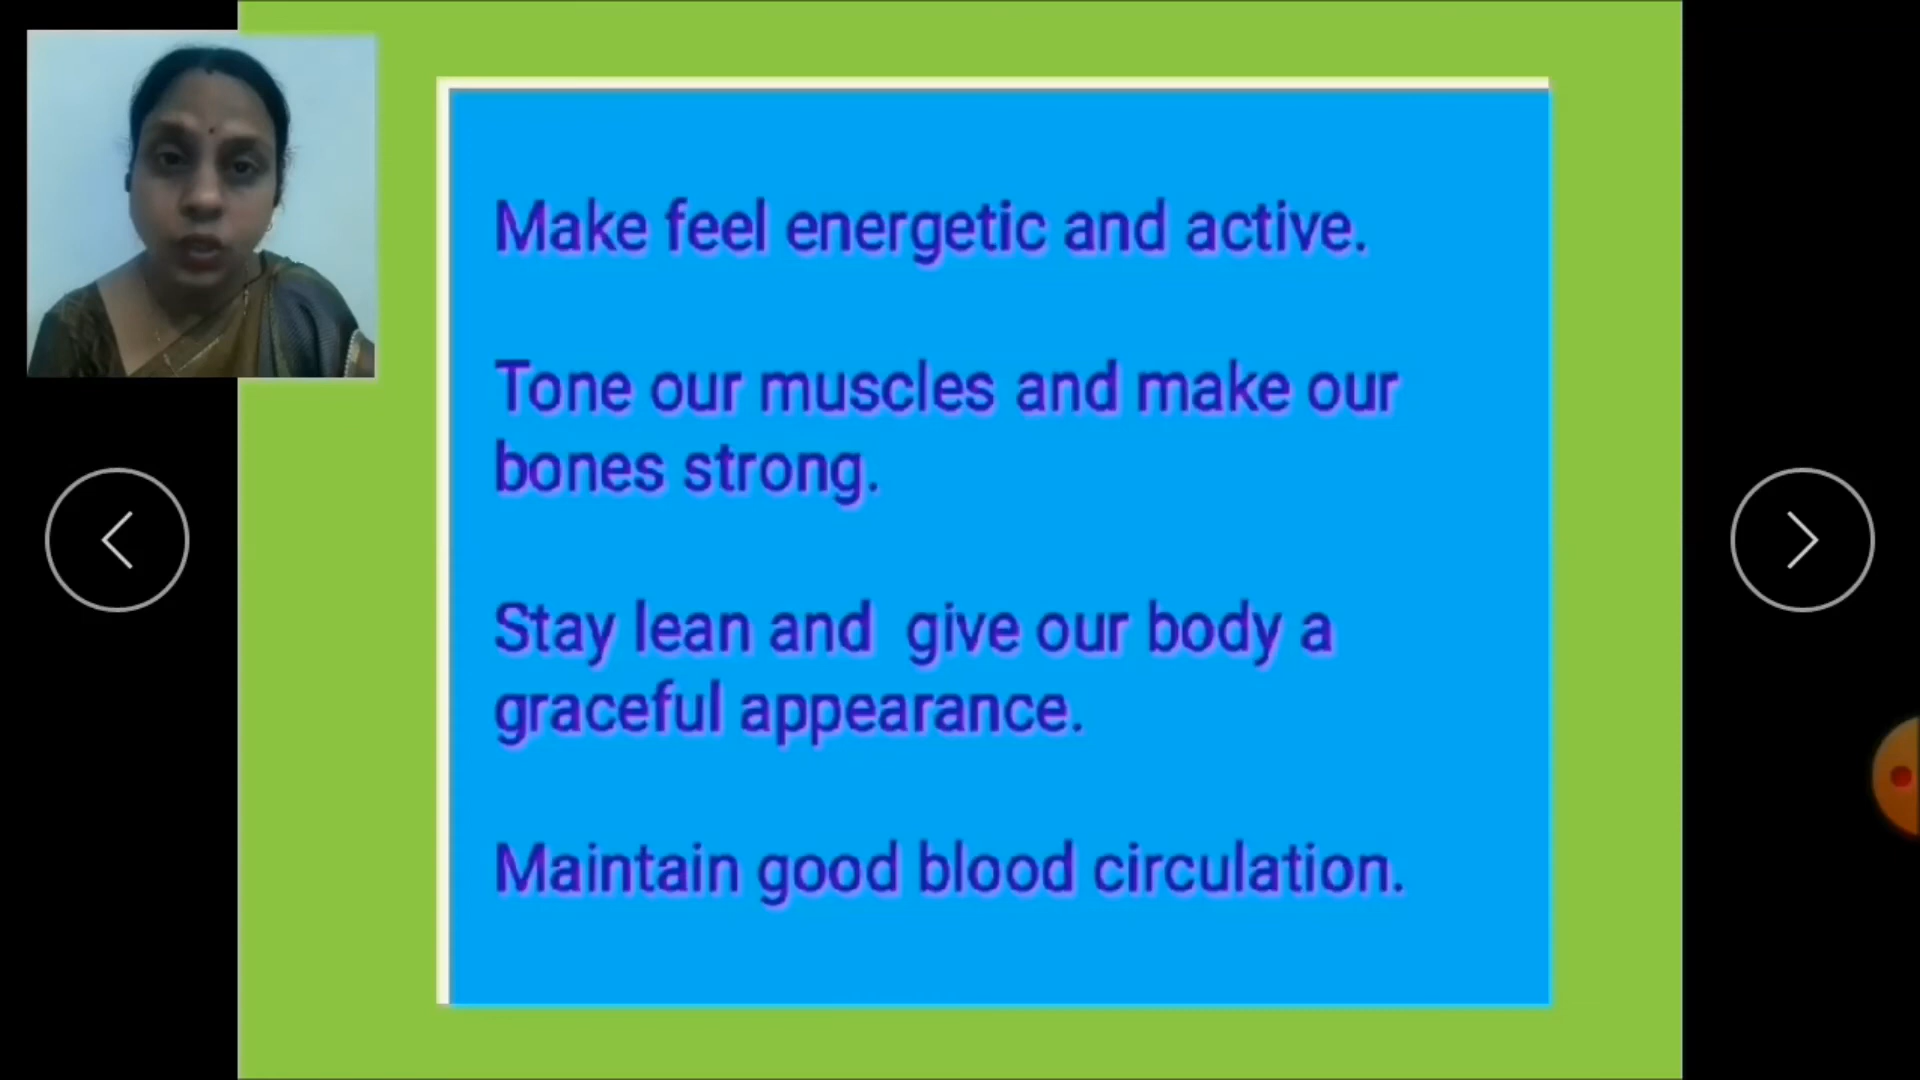 Make feel energetic and active.
Tone our muscles and make our
bones strong.
Stay lean and  give our body a
graceful appearance.
Maintain good blood circulation.